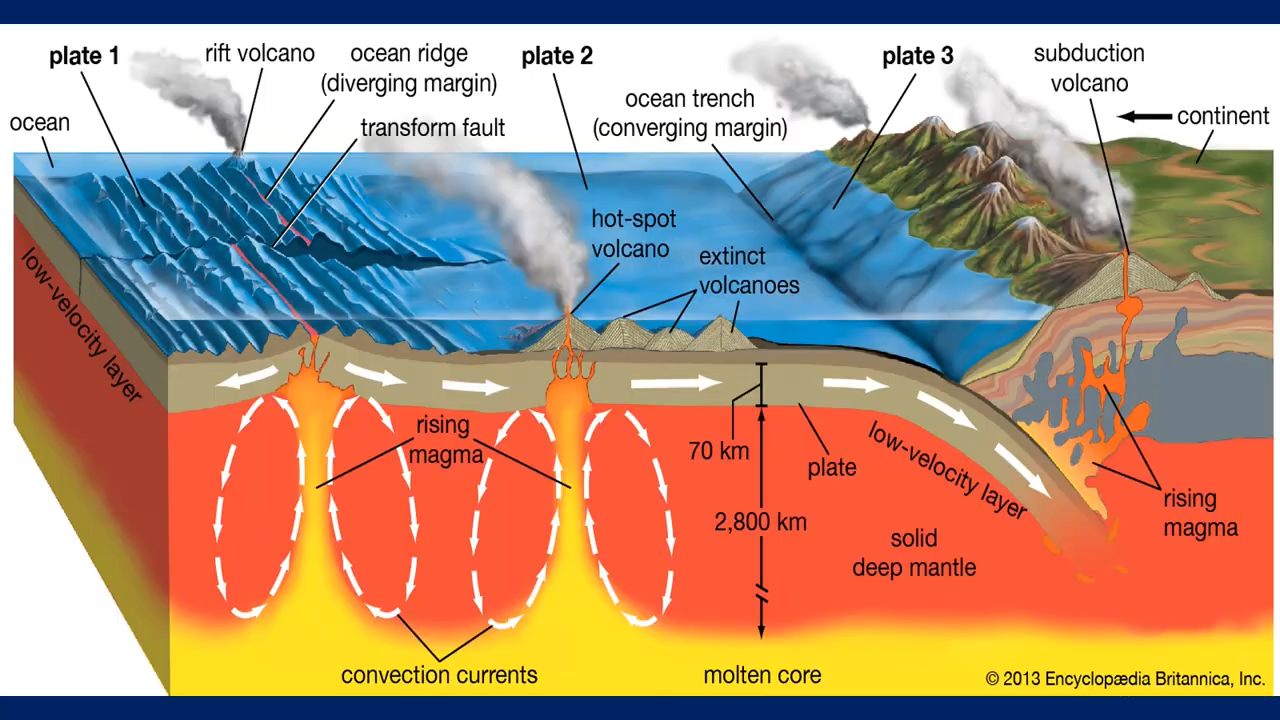 plate 1
rift volcano
ocean ridge
(diverging margin)
plate 2
plate 3
subduction
volcano
ocean
transform fault
ocean trench
(converging margin)
continent
hot-spot
volcano
extinct
volcanoes
low-velocity layer
rising
magma
70 km
plate
low-velocity layer
2,800 km
solid
deep mantle
rising
magma
convection currents
molten core
© 2013 Encyclopædia Britannica, Inc.